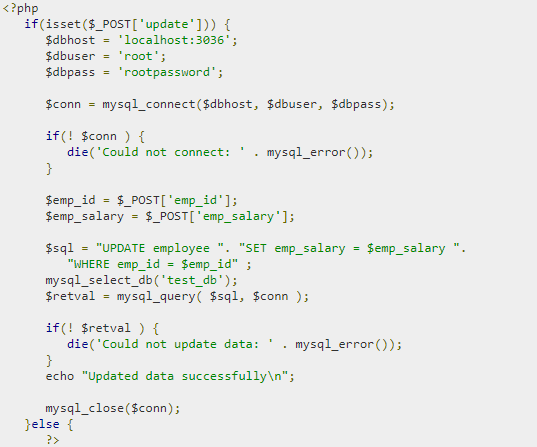 <?php
if(isset($_POST['update'])) {
$dbhost = 'localhost:3036';
$dbuser = 'root';
$dbpass = 'rootpassword';
$conn = mysql_connect($dbhost, $dbuser, $dbpass);
if(! $conn ) {
die('Could not connect: ' . mysql_error());
}
$emp_id = $_POST['emp_id'];
$emp_salary = $_POST['emp_salary'];
$sql = "UPDATE employee ". "SET emp_salary = $emp_salary ".
"WHERE emp_id = $emp_id" ;
mysql_select_db('test_db');
$retval = mysql_query( $sql, $conn );
if(! $retval ) {
die('Could not update data: ' . mysql_error());
}
echo "Updated data successfully\n";
mysql_close($conn);
}else {
?>